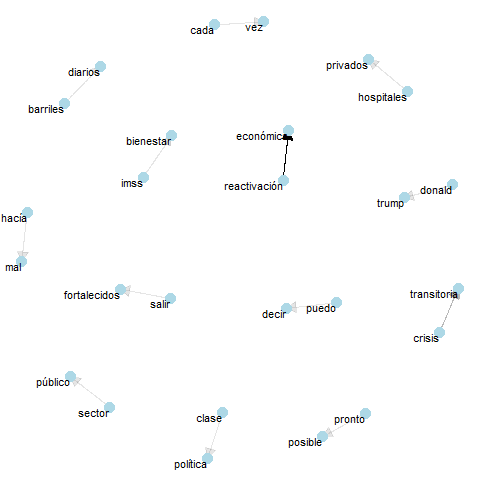 cada
vez
privados
diarios
hospitales
barriles
bienestar
económica
imss
reactivación
donald
trump
hacía
mal
fortalecidos
salir
decir
puedo
transitoria
crisis
público
sector
clase
pronto
posible
política